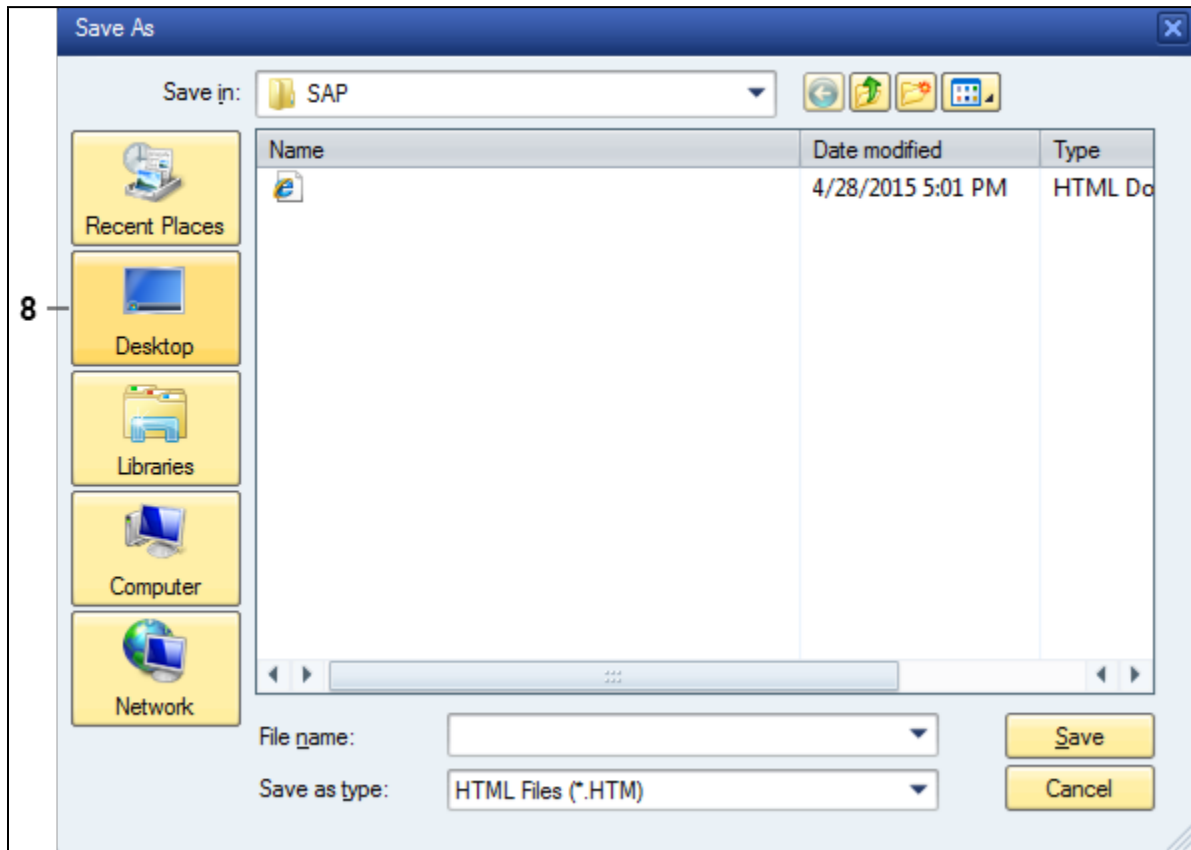 Save As
Save in:
SAP
Name
Date modified
Type
4/28/2015 5:01 PM
HTML Do
Recent Places
8
Desktop
Libraries
Computer
Network
File name:
Save
Save as type:
HTML Files (*.HTM)
Cancel